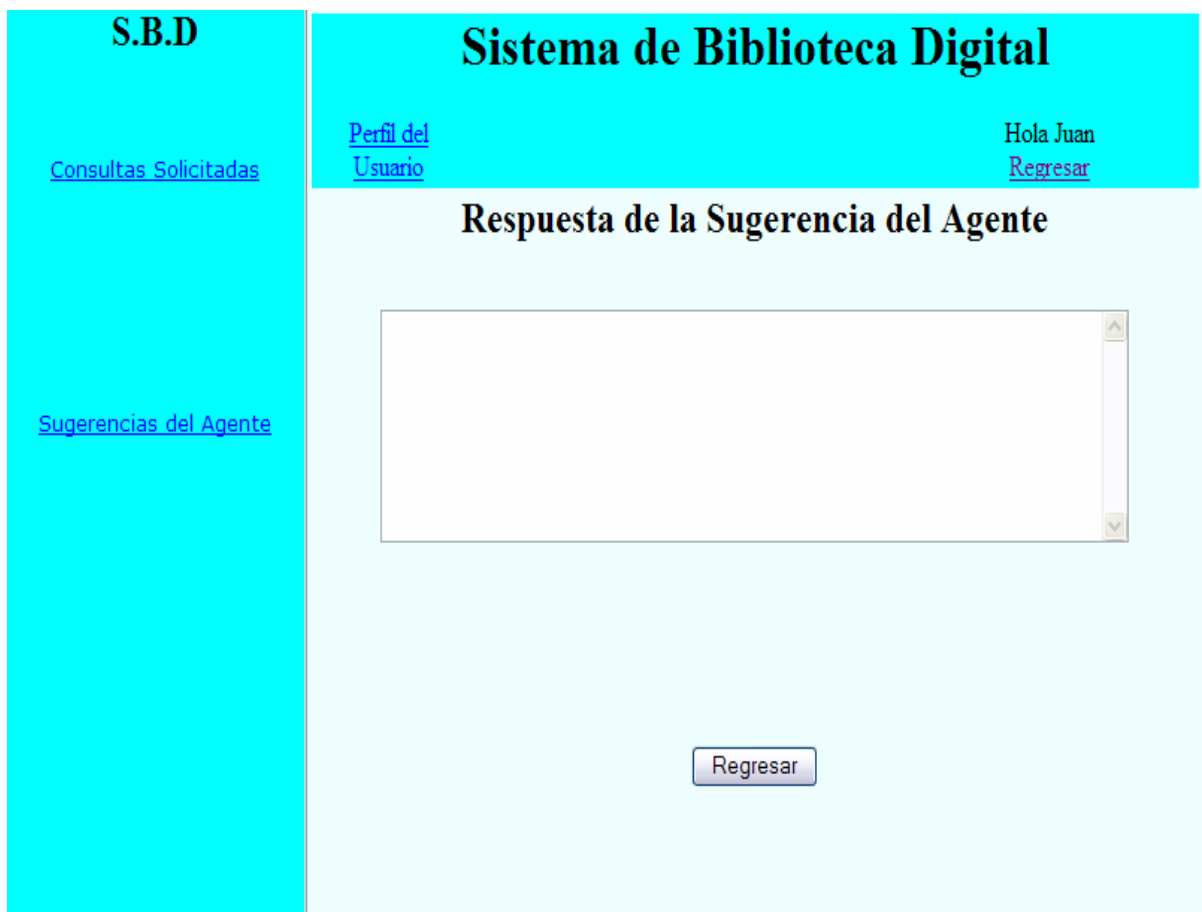 S.B.D
Consultas Solicitadas
Sugerencias del Agente
Sistema de Biblioteca Digital
Perfil del
Usuario
Hola Juan
Regresar
Respuesta de la Sugerencia del Agente
Regresar